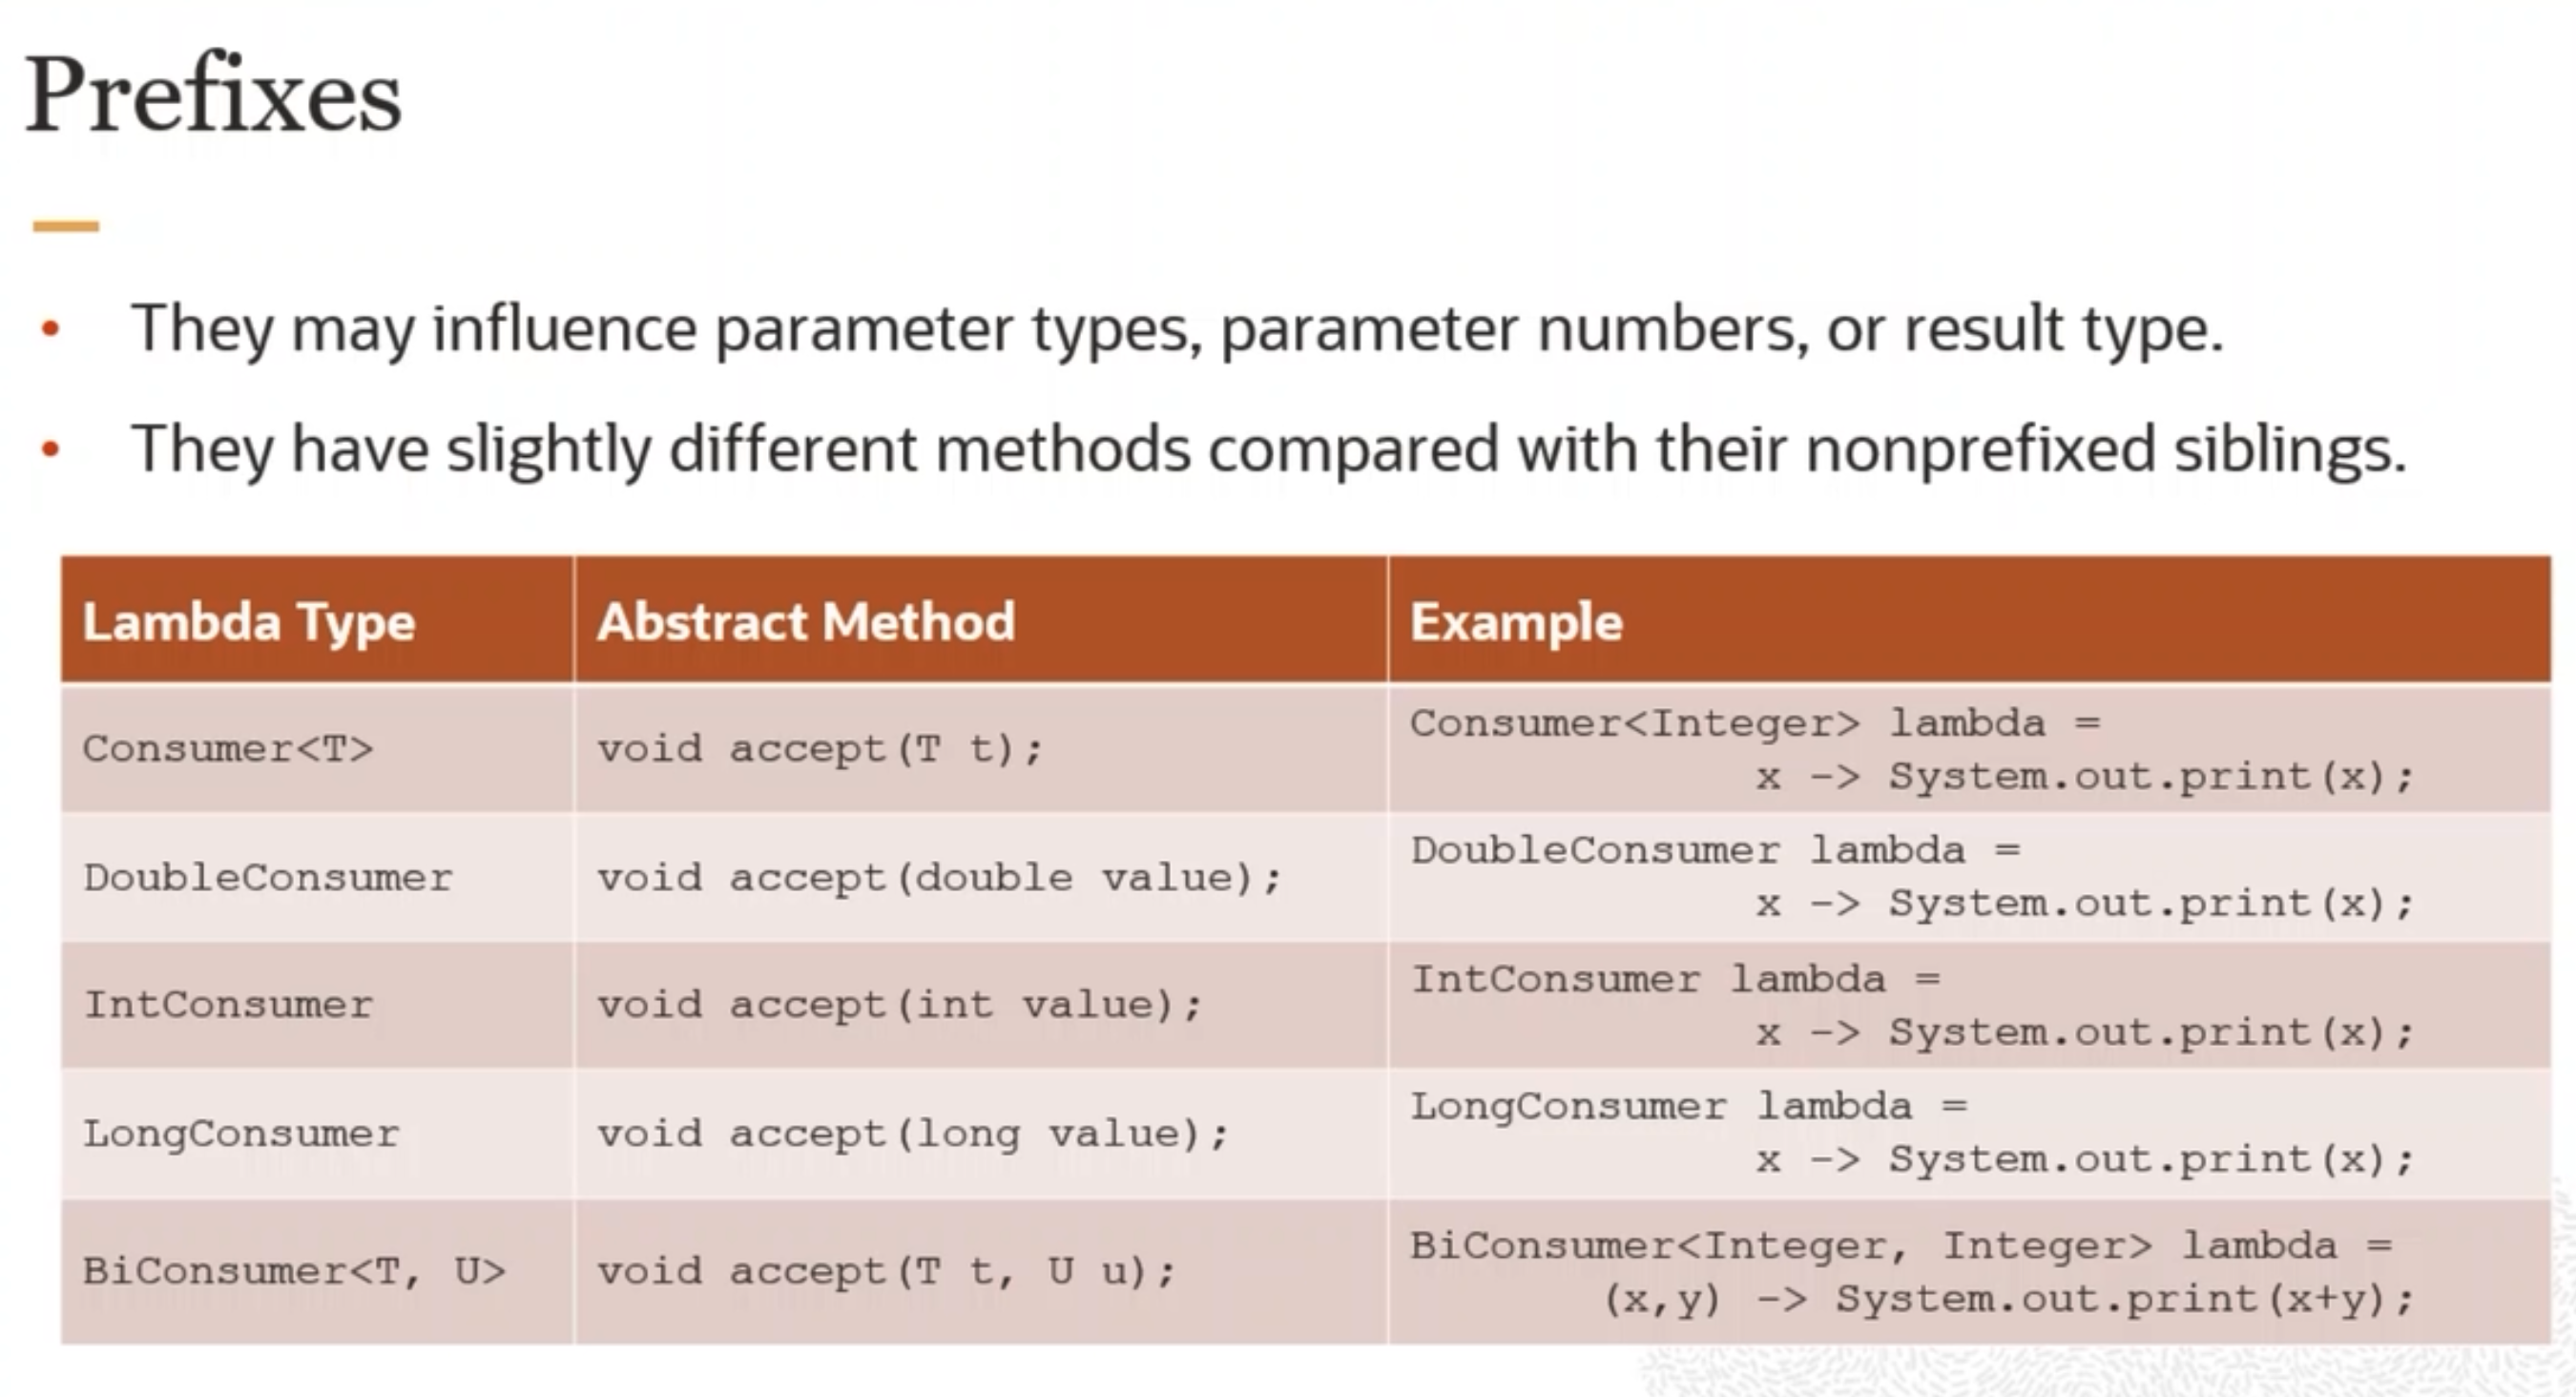 Prefixes
• They may influence parameter types, parameter numbers, or result type.
• They have slightly different methods compared with their nonprefixed siblings.
Lambda Type Abstract Method Example
Consumer<T> void accept(T t); Consumer<Integer> lambda =
x -> System.out.print(x);
DoubleConsumer void accept(double value); DoubleConsumer lambda =
x -> System.out.print(x);
IntConsumer void accept(int value); IntConsumer lambda =
x -> System.out.print(x);
LongConsumer void accept(long value); LongConsumer lambda =
x -> System.out.print(x);
BiConsumer<T, U> void accept(T t, U u); BiConsumer<Integer, Integer> lambda =
(x,y) -> System.out.print(x+y);